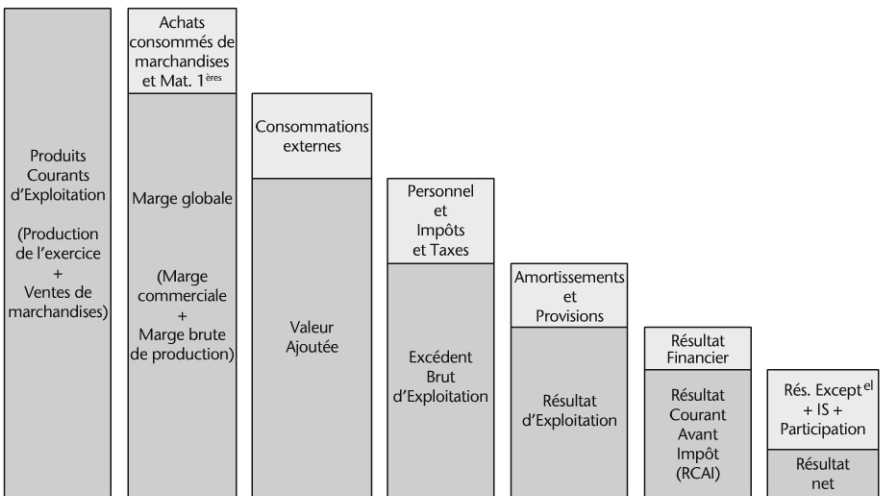 Produits
Courants
d'Exploitation
(Production
de l'exercice
+
Ventes de
marchandises)
Achats
consommés de
marchandises
et Mat. 1ères
Marge globale
(Marge
commerciale
+
Marge brute
de production)
Consommations
externes
Valeur
Ajoutée
Personnel
et
Impôts
et Taxes
Excédent
Brut
d'Exploitation
Amortissements
et
Provisions
Résultat
d'Exploitation
Résultat
Financier
Résultat
Courant
Avant
Impôt
(RCAI)
Rés. Exceptel
+ IS +
Participation
Résultat
net